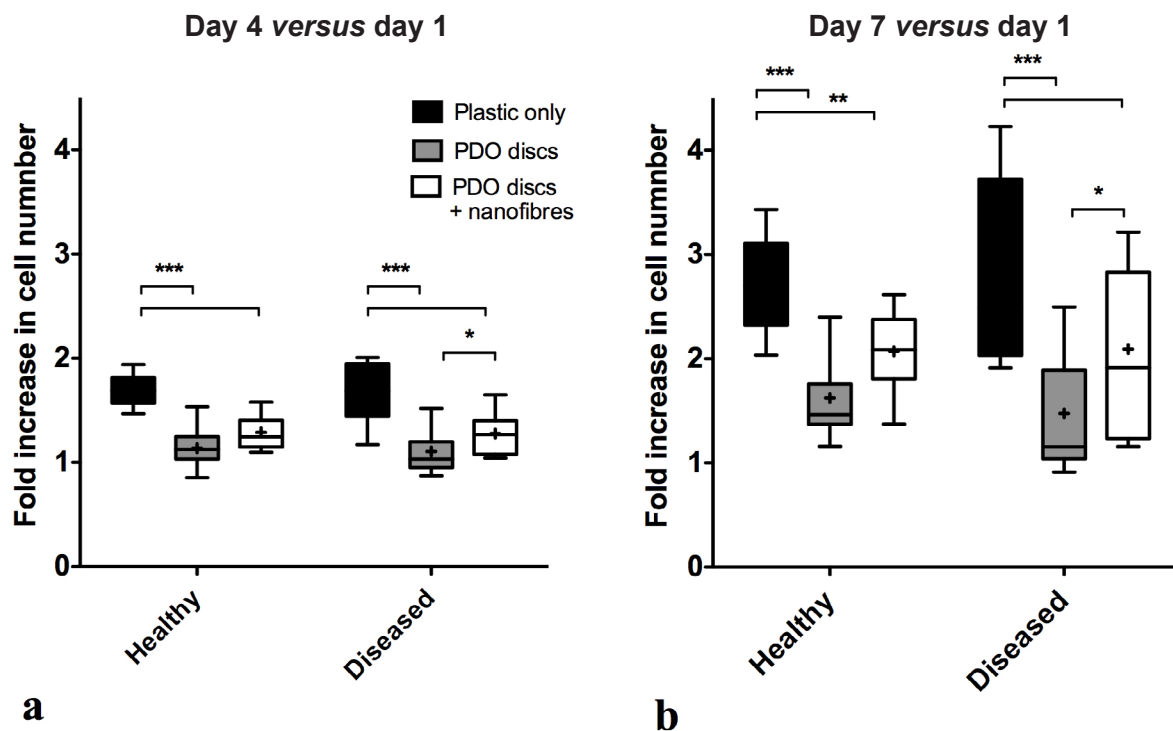 Day 4 versus day 1
Fold increase in cell numnber
4
3
2
1
0
Plastic only
PDO discs
PDO discs
+ nanofibres
***
***
*
Healthy
Diseased
a
Day 7 versus day 1
Fold increase in cell numnber
4
3
2
1
0
***
**
***
*
Healthy
Diseased
b